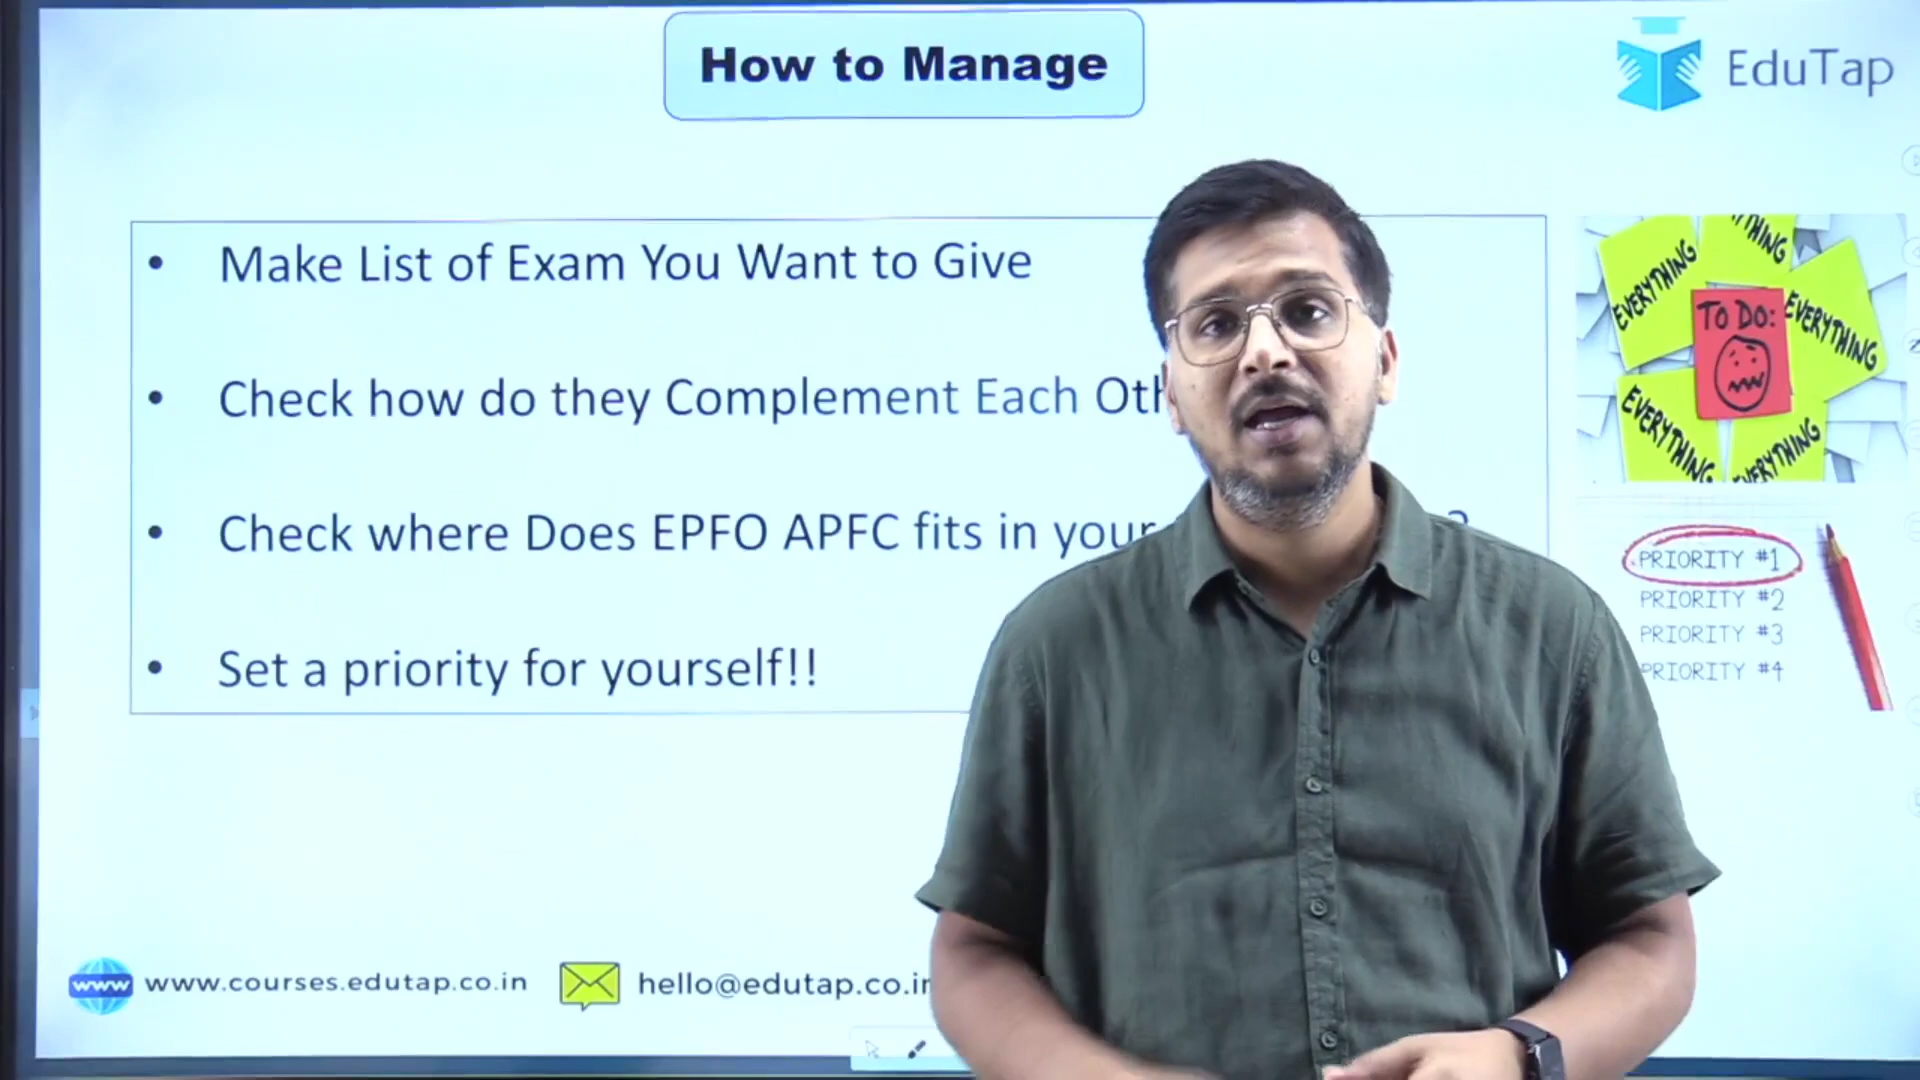 How to Manage
EduTap
• Make List of Exam You Want to Give
• Check how do they Complement Each
• Check where Does EPFO APFC fits in your ?
• Set a priority for yourself!!
EVERYTHING
EVERYTHING
TO DO:
EVERYTHING
EVERYTHING
PRIORITY #1
PRIORITY #2
PRIORITY #3
PRIORITY #4
www www.courses.edutap.co.in
hello@edutap.co.in